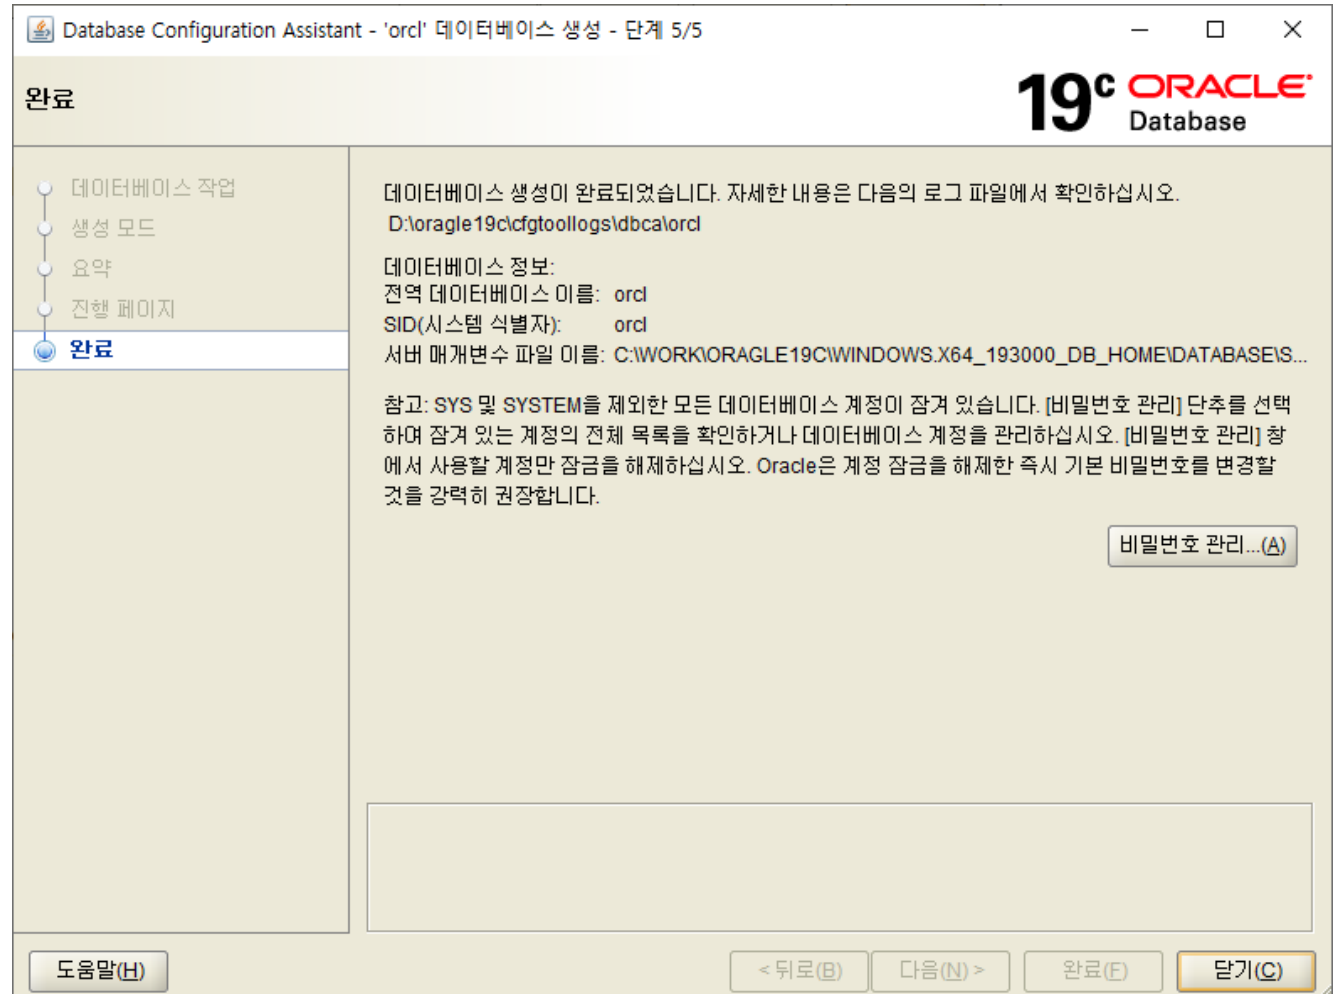 Database Configuration Assistan - 'orcl' 데이터베이스 생성 - 단계 5/5
완료
19c ORACLE
Database
데이터베이스 작업
생성 모드
요약
진행 페이지
완료
데이터베이스 생성이 완료되었습니다. 자세한 내용은 다음의 로그 파일에서 확인하십시오.
D:\oragle19c\cfgtoollogs\dbca\orcl
데이터베이스 정보:
전역 데이터베이스 이름: orcl
SID(시스템 식별자): orcl
서버 매개변수 파일 이름: C:\WORK\ORAGLE19C\WINDOWS.X64_193000_DB_HOME\DATABASE\S...
참고: SYS 및 SYSTEM을 제외한 모든 데이터베이스 계정이 잠겨 있습니다. [비밀번호 관리] 단추를 선택
하여 잠겨 있는 계정의 전체 목록을 확인하거나 데이터베이스 계정을 관리하십시오. [비밀번호 관리] 창
에서 사용할 계정만 잠금을 해제하십시오. Oracle은 계정 잠금을 해제한 즉시 기본 비밀번호를 변경할
것을 강력히 권장합니다.
비밀번호 관리...(A)
도움말(H)
< 뒤로(B)
다음(N) >
완료(F)
닫기(C)